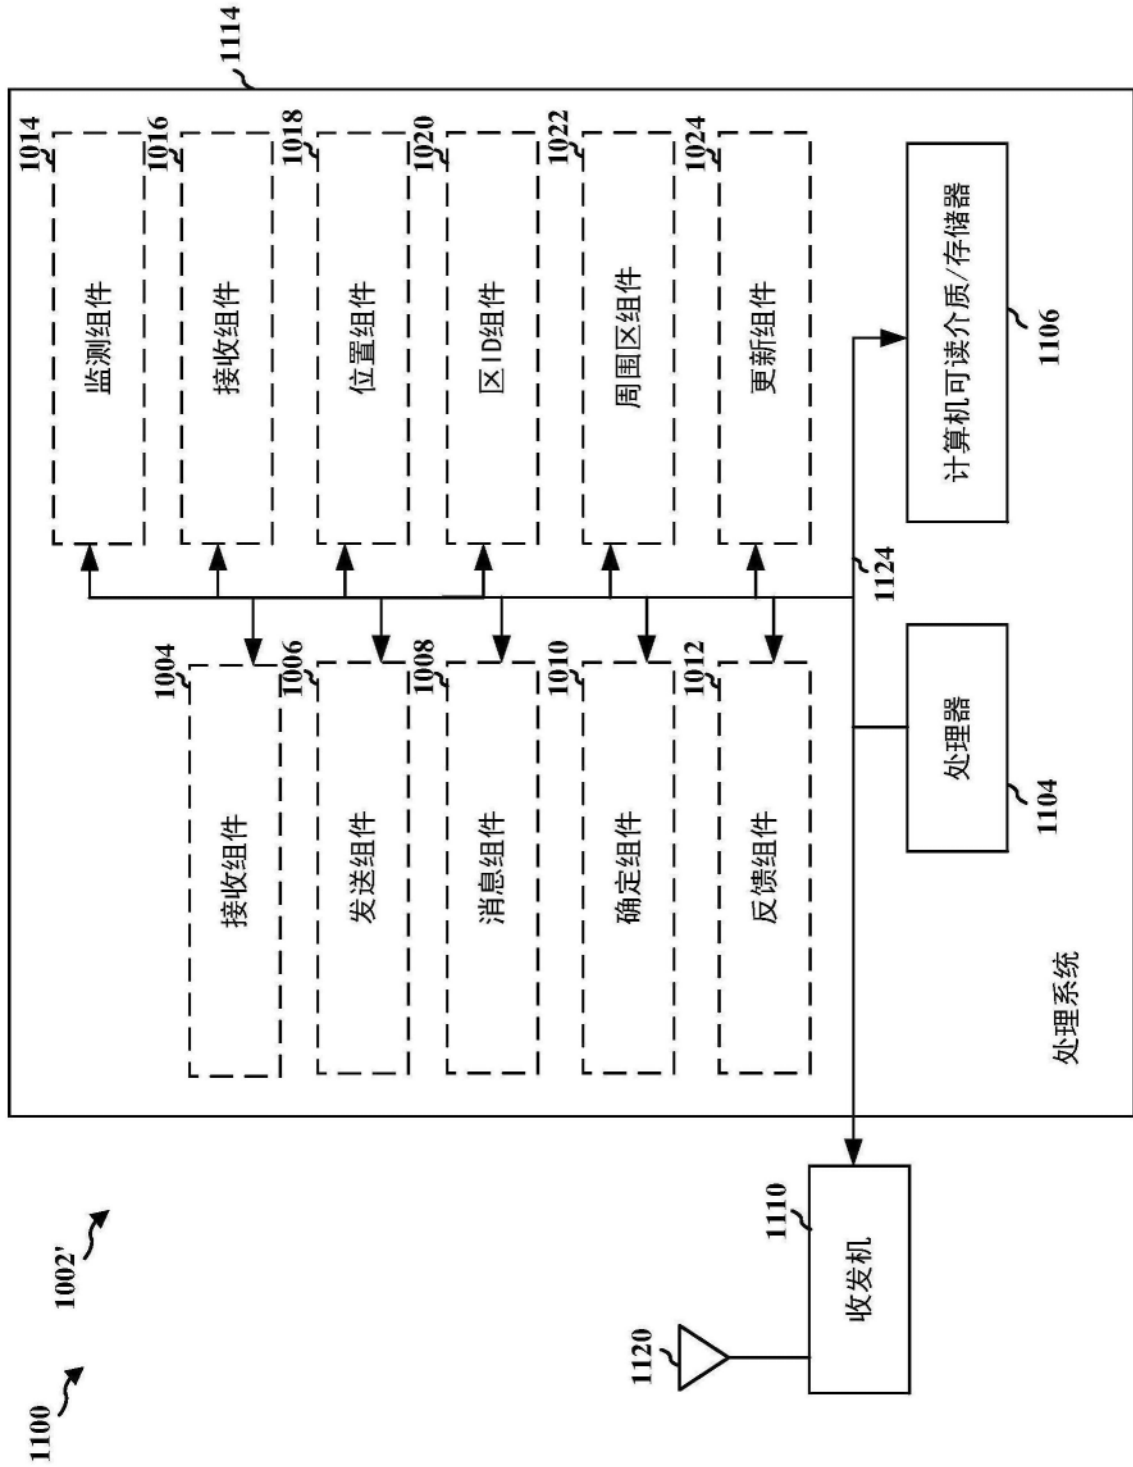 1100
1002'
1114
1004
接收组件
1006
发送组件
1008
消息组件
1010
确定组件
1012
反馈组件
1014
监测组件
1016
接收组件
1018
位置组件
1020
区ID组件
1022
周围区组件
1024
更新组件
1124
处理器
1104
计算机可读介质/存储器
1106
处理系统
1120
1110
收发机